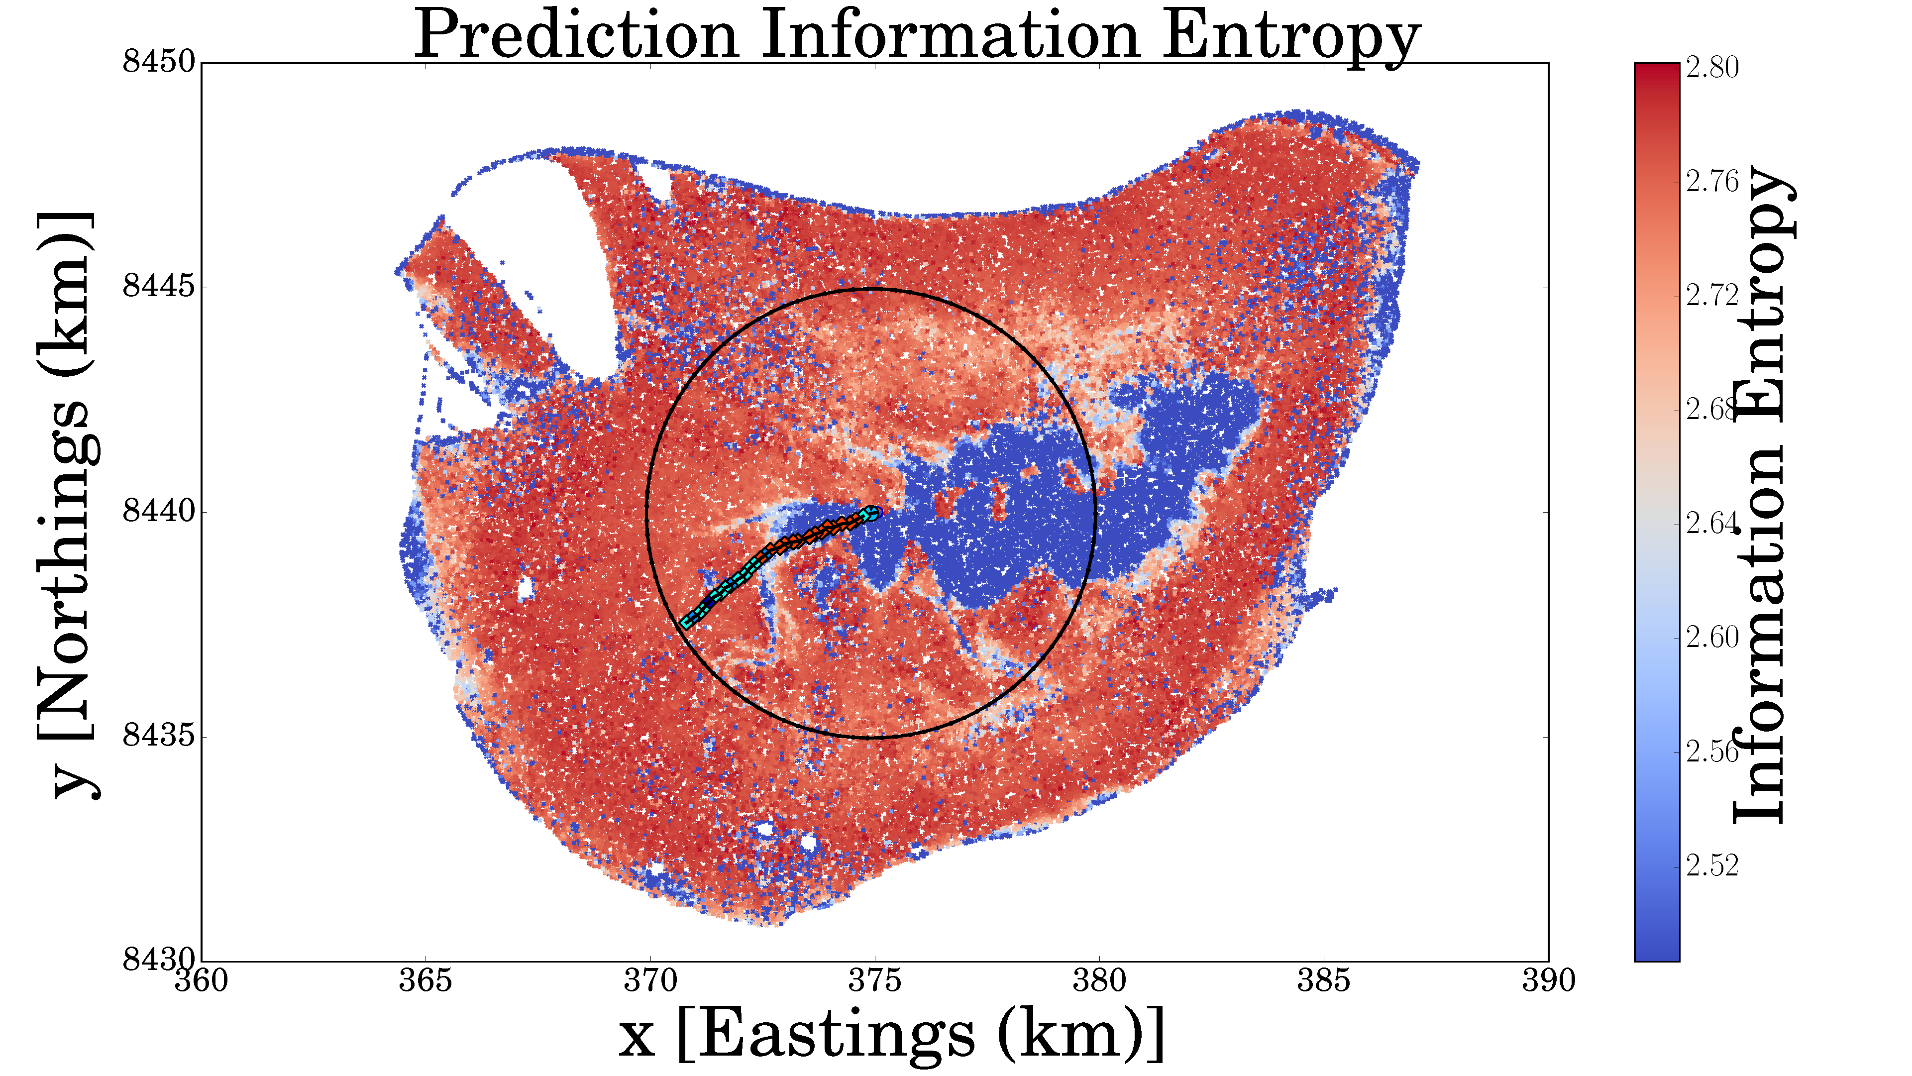 Prediction Information Entropy
8450
8445
8440
8435
8430
y [Northings (km)]
360 365 370 375 380 385 390
x [Eastings (km)]
2.80
2.76
2.72
2.68
2.64
2.60
2.56
2.52
Information Entropy